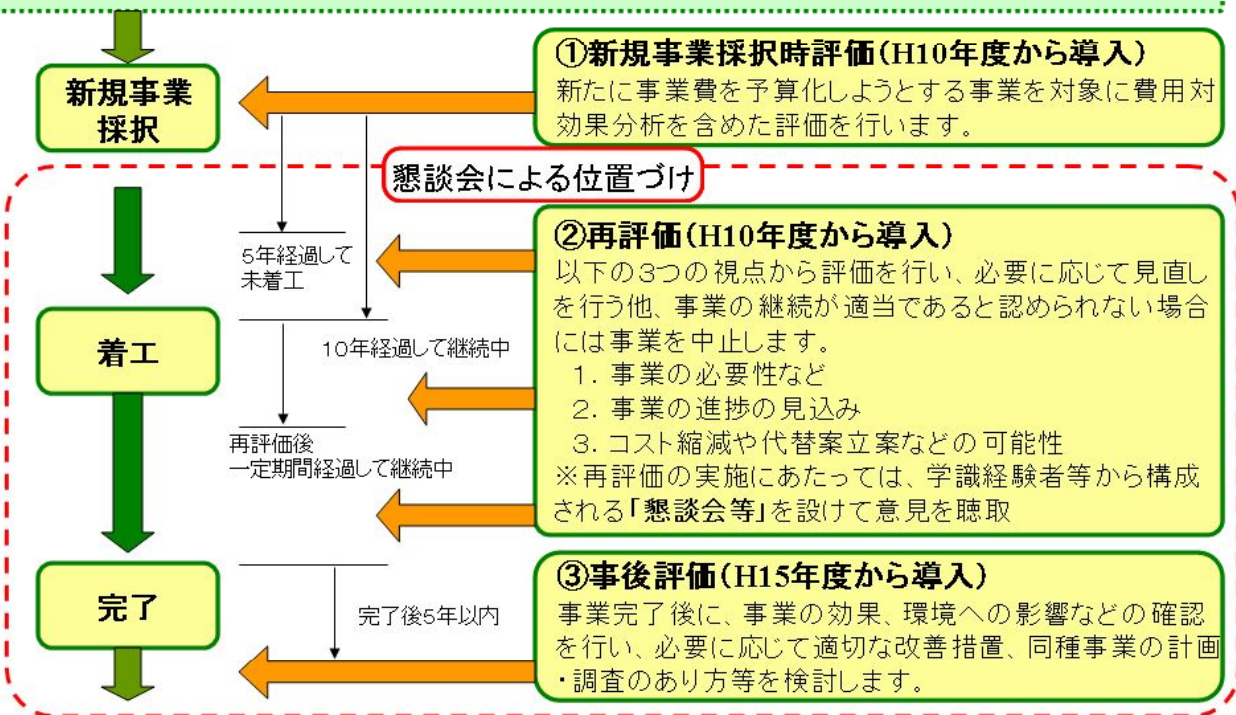 新規事業
採択
①新規事業採択時評価(H10年度から導入)
新たに事業費を予算化しようとする事業を対象に費用対
効果分析を含めた評価を行います。
懇談会による位置づけ
5年経過して
未着工
②再評価(H10年度から導入)
以下の3つの視点から評価を行い、必要に応じて見直し
を行う他、事業の継続が適当であると認められない場合
には事業を中止します。
1. 事業の必要性など
2. 事業の進捗の見込み
3. コスト縮減や代替案立案などの可能性
※再評価の実施にあたっては、学識経験者等から構成
される「懇談会等」を設けて意見を聴取
着工
10年経過して継続中
再評価後
一定期間経過して継続中
完了
完了後5年以内
③事後評価(H15年度から導入)
事業完了後に、事業の効果、環境への影響などの確認
を行い、必要に応じて適切な改善措置、同種事業の計画
・調査のあり方等を検討します。